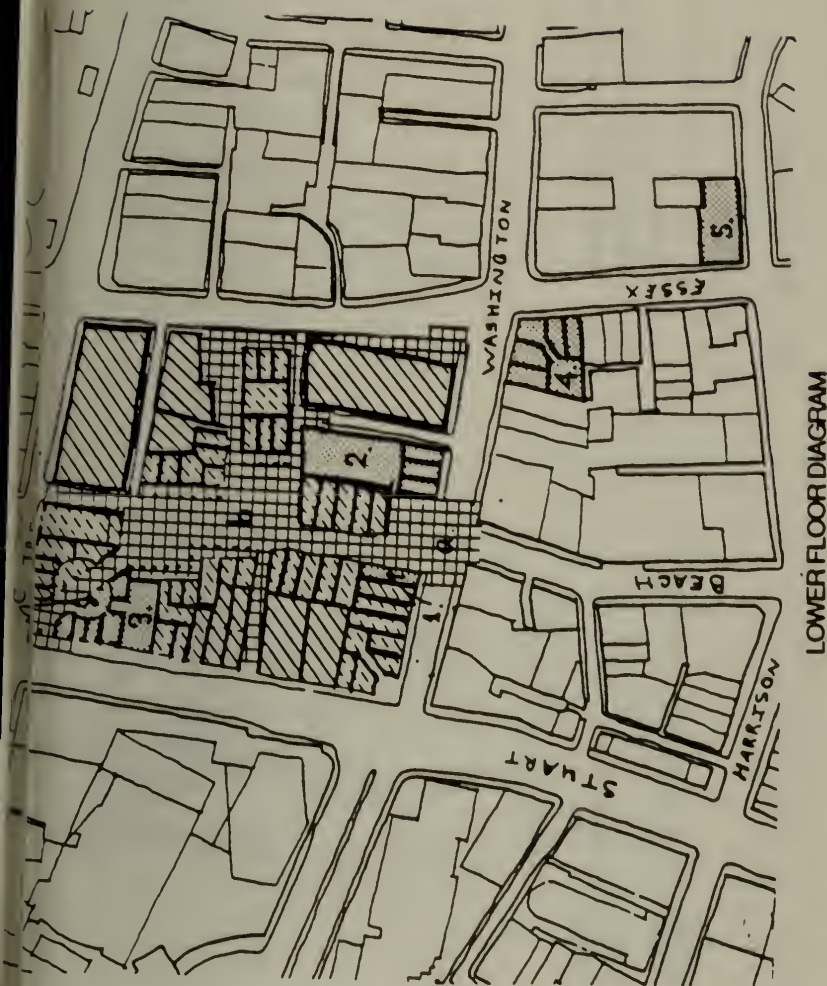 WASHINGTON
ESSEX
BEACH
STUART
HARRISON
1.
2.
3.
4.
5.
a
b
LOWER FLOOR DIAGRAM